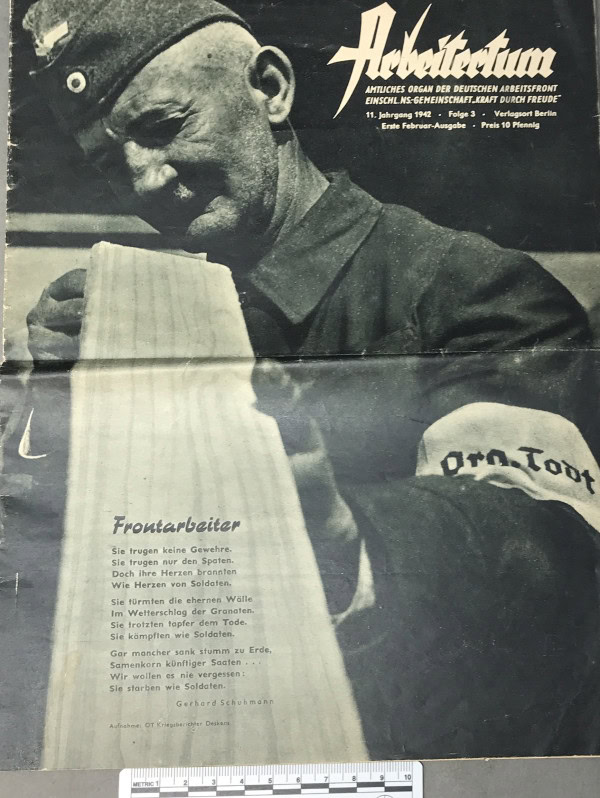 Arbeitertum
AMTLICHES ORGAN DER DEUTSCHEN ARBEITSFRONT
EINSCHL. NS.-GEMEINSCHAFT „KRAFT DURCH FREUDE"
11. Jahrgang 1942 • Folge 3 • Verlagsort Berlin
Erste Februar-Ausgabe • Preis 10 Pfennig
Org. Todt
Frontarbeiter
Sie trugen keine Gewehre.
Sie trugen nur den Spaten.
Doch ihre Herzen brannten
Wie Herzen von Soldaten.
Sie türmten die ehernen Wälle
Im Wetterschlag der Granaten.
Sie trotzten tapfer dem Tode.
Sie kämpften wie Soldaten.
Gar mancher sank stumm zu Erde,
Samenkorn künftiger Saaten . . .
Wir wollen es nie vergessen:
Sie starben wie Soldaten.
Gerhard Schuhmann
Aufnahme: OT Kriegsberichter
METRIC 1 2 3 4 5 6 7 8 9 10